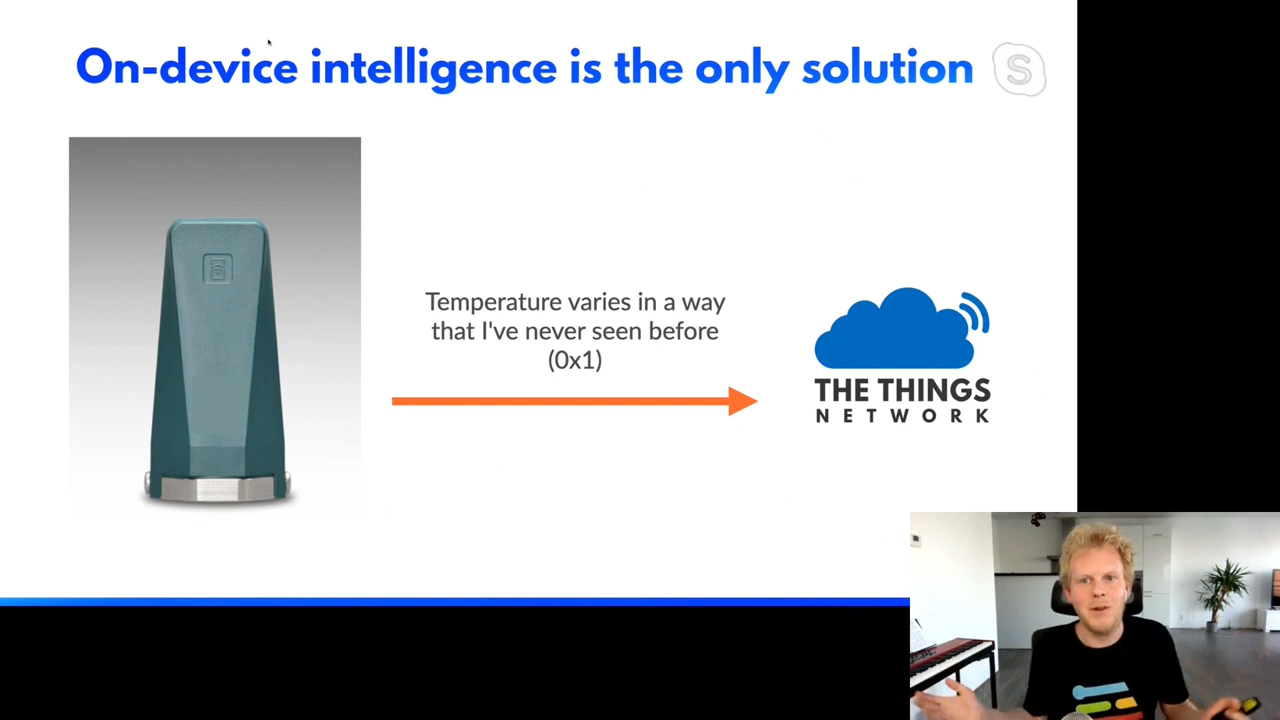 On-device intelligence is the only solution
S
Temperature varies in a way
that I've never seen before
(0x1)
THE THINGS
NETWORK